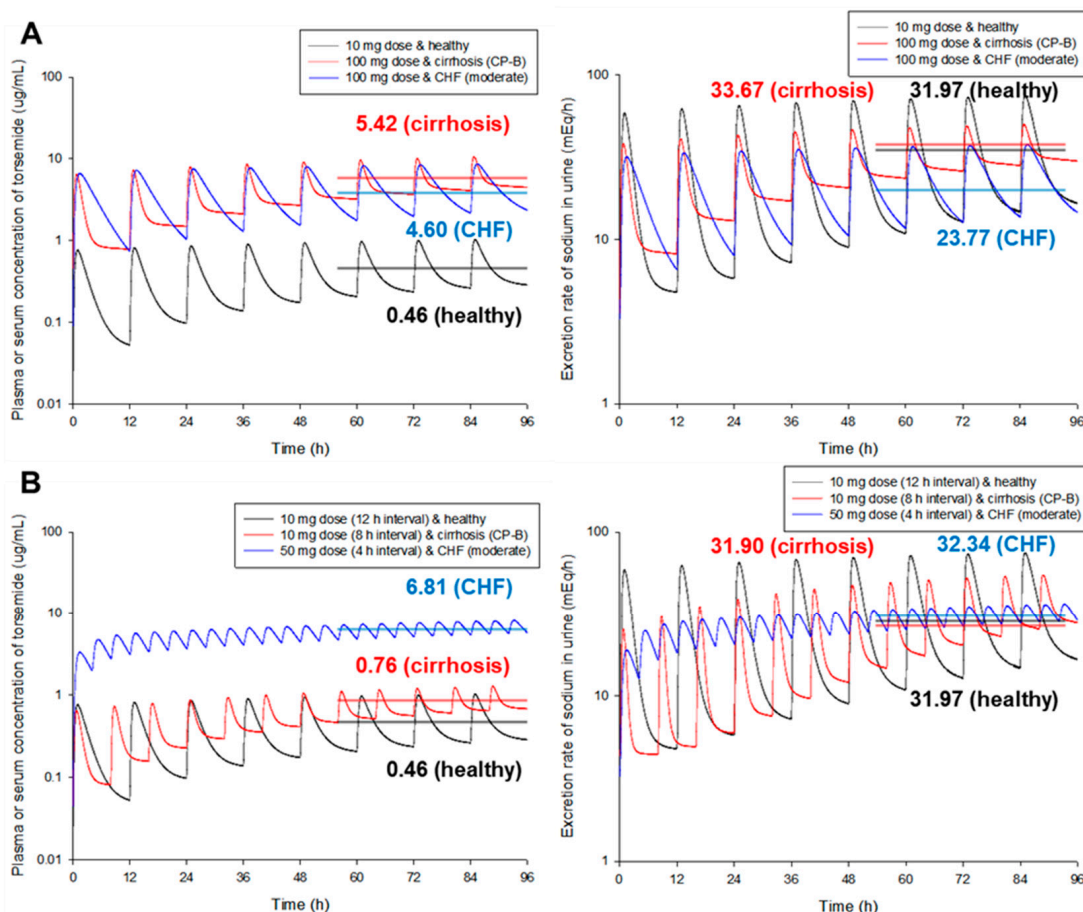 A
10 mg dose & healthy
100 mg dose & cirrhosis (CP-B)
100 mg dose & CHF (moderate)
5.42 (cirrhosis)
4.60 (CHF)
0.46 (healthy)
Plasma or serum concentration of torsemide (ug/mL)
100
10
1
0.1
0.01
0 12 24 36 48 60 72 84 96
Time (h)
10 mg dose & healthy
100 mg dose & cirrhosis (CP-B)
100 mg dose & CHF (moderate)
33.67 (cirrhosis)
31.97 (healthy)
23.77 (CHF)
Excretion rate of sodium in urine (mEq/h)
100
10
1
0 12 24 36 48 60 72 84 96
Time (h)
B
10 mg dose (12 h interval) & healthy
10 mg dose (8 h interval) & cirrhosis (CP-B)
50 mg dose (4 h interval) & CHF (moderate)
6.81 (CHF)
0.76 (cirrhosis)
0.46 (healthy)
Plasma or serum concentration of torsemide (ug/mL)
100
10
1
0.1
0.01
0 12 24 36 48 60 72 84 96
Time (h)
10 mg dose (12 h interval) & healthy
10 mg dose (8 h interval) & cirrhosis (CP-B)
50 mg dose (4 h interval) & CHF (moderate)
31.90 (cirrhosis)
32.34 (CHF)
31.97 (healthy)
Excretion rate of sodium in urine (mEq/h)
100
10
1
0 12 24 36 48 60 72 84 96
Time (h)